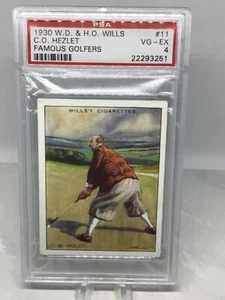 PSA
1930 W.D. & H.O. WILLS #11
C.O. HEZLET VG-EX
FAMOUS GOLFERS 4
22293251
WILLS'S CIGARETTES.
C.O. HEZLET.